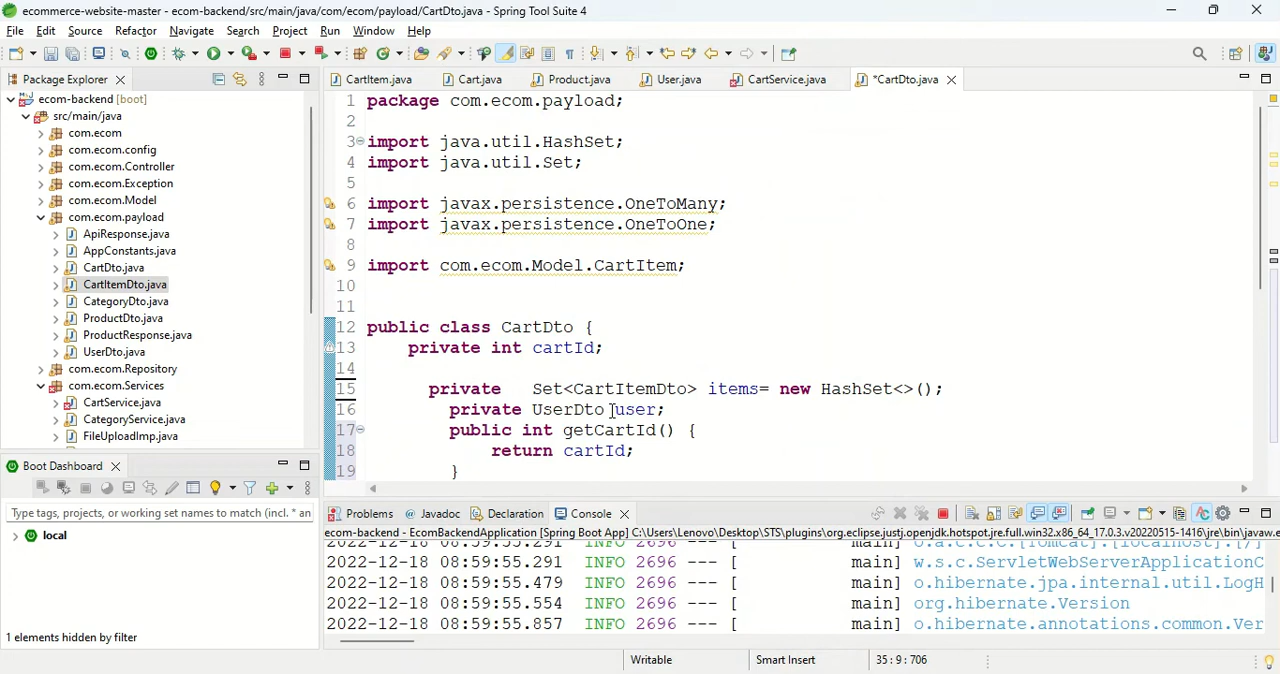 ecommerce-website-master - ecom-backend/src/main/java/com/ecom/payload/CartDto.java - Spring Tool Suite 4
File Edit Source Refactor Navigate Search Project Run Window Help
Package Explorer
CartItem.java Cart.java Product.java User.java CartService.java *CartDto.java
ecom-backend [boot]
src/main/java
com.ecom
com.ecom.config
com.ecom.Controller
com.ecom.Exception
com.ecom.Model
com.ecom.payload
ApiResponse.java
AppConstants.java
CartDto.java
CartItemDto.java
CategoryDto.java
ProductDto.java
ProductResponse.java
UserDto.java
com.ecom.Repository
com.ecom.Services
CartService.java
CategoryService.java
FileUploadImp.java
1 package com.ecom.payload;
2
3 import java.util.HashSet;
4 import java.util.Set;
5
6 import javax.persistence.OneToMany;
7 import javax.persistence.OneToOne;
8
9 import com.ecom.Model.CartItem;
10
11
12 public class CartDto {
13 private int cartId;
14
15 private Set<CartItemDto> items= new HashSet<>();
16 private UserDto user;
17 public int getCartId() {
18 return cartId;
19 }
Boot Dashboard
Type tags, projects, or working set names to match (incl. * an
local
1 elements hidden by filter
Problems Javadoc Declaration Console
ecom-backend - EcomBackendApplication [Spring Boot App] C:\Users\Lenovo\Desktop\STS\plugins\org.eclipse.justj.openjdk.hotspot.jre.full.win32.x86_64_17.0.3.v20220515-1416\jre\bin\javaw.e
2022-12-18 08:59:55.291 INFO 2696 --- [ main] o.a.c.c.C.[Tomcat].[localhost].[/]
2022-12-18 08:59:55.291 INFO 2696 --- [ main] w.s.c.ServletWebServerApplicationC
2022-12-18 08:59:55.479 INFO 2696 --- [ main] o.hibernate.jpa.internal.util.LogH
2022-12-18 08:59:55.554 INFO 2696 --- [ main] org.hibernate.Version
2022-12-18 08:59:55.857 INFO 2696 --- [ main] o.hibernate.annotations.common.Ver
Writable Smart Insert 35 : 9 : 706